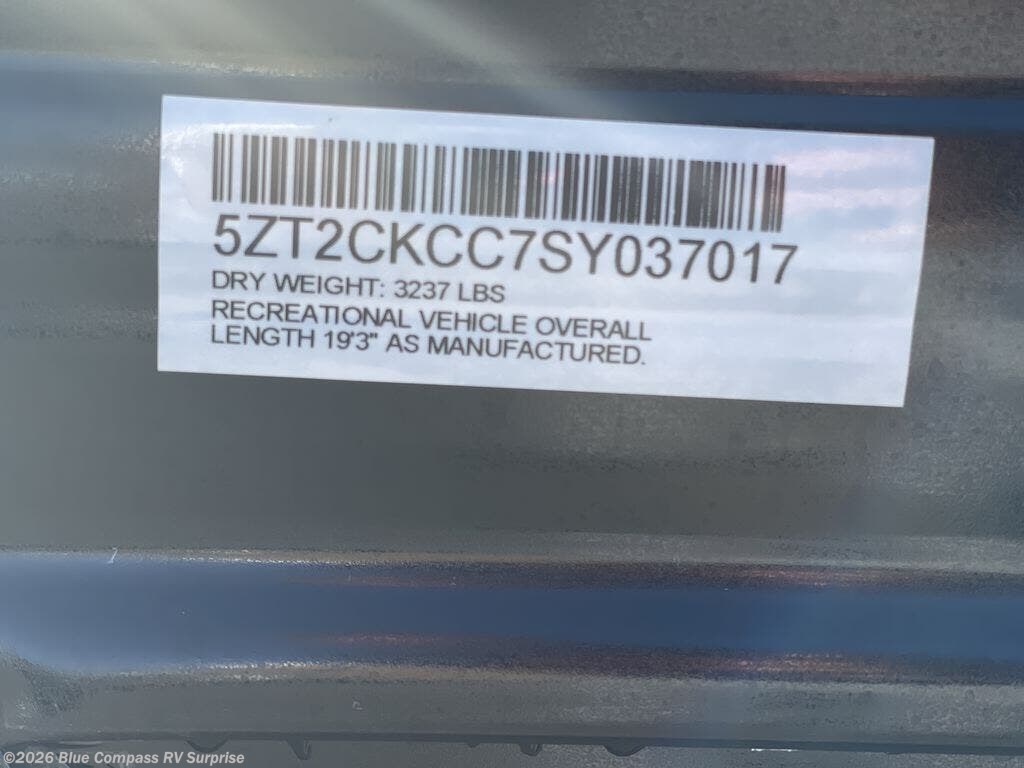 5ZT2CKCC7SY037017
DRY WEIGHT: 3237 LBS
RECREATIONAL VEHICLE OVERALL
LENGTH 19'3" AS MANUFACTURED.
©2026 Blue Compass RV Surprise